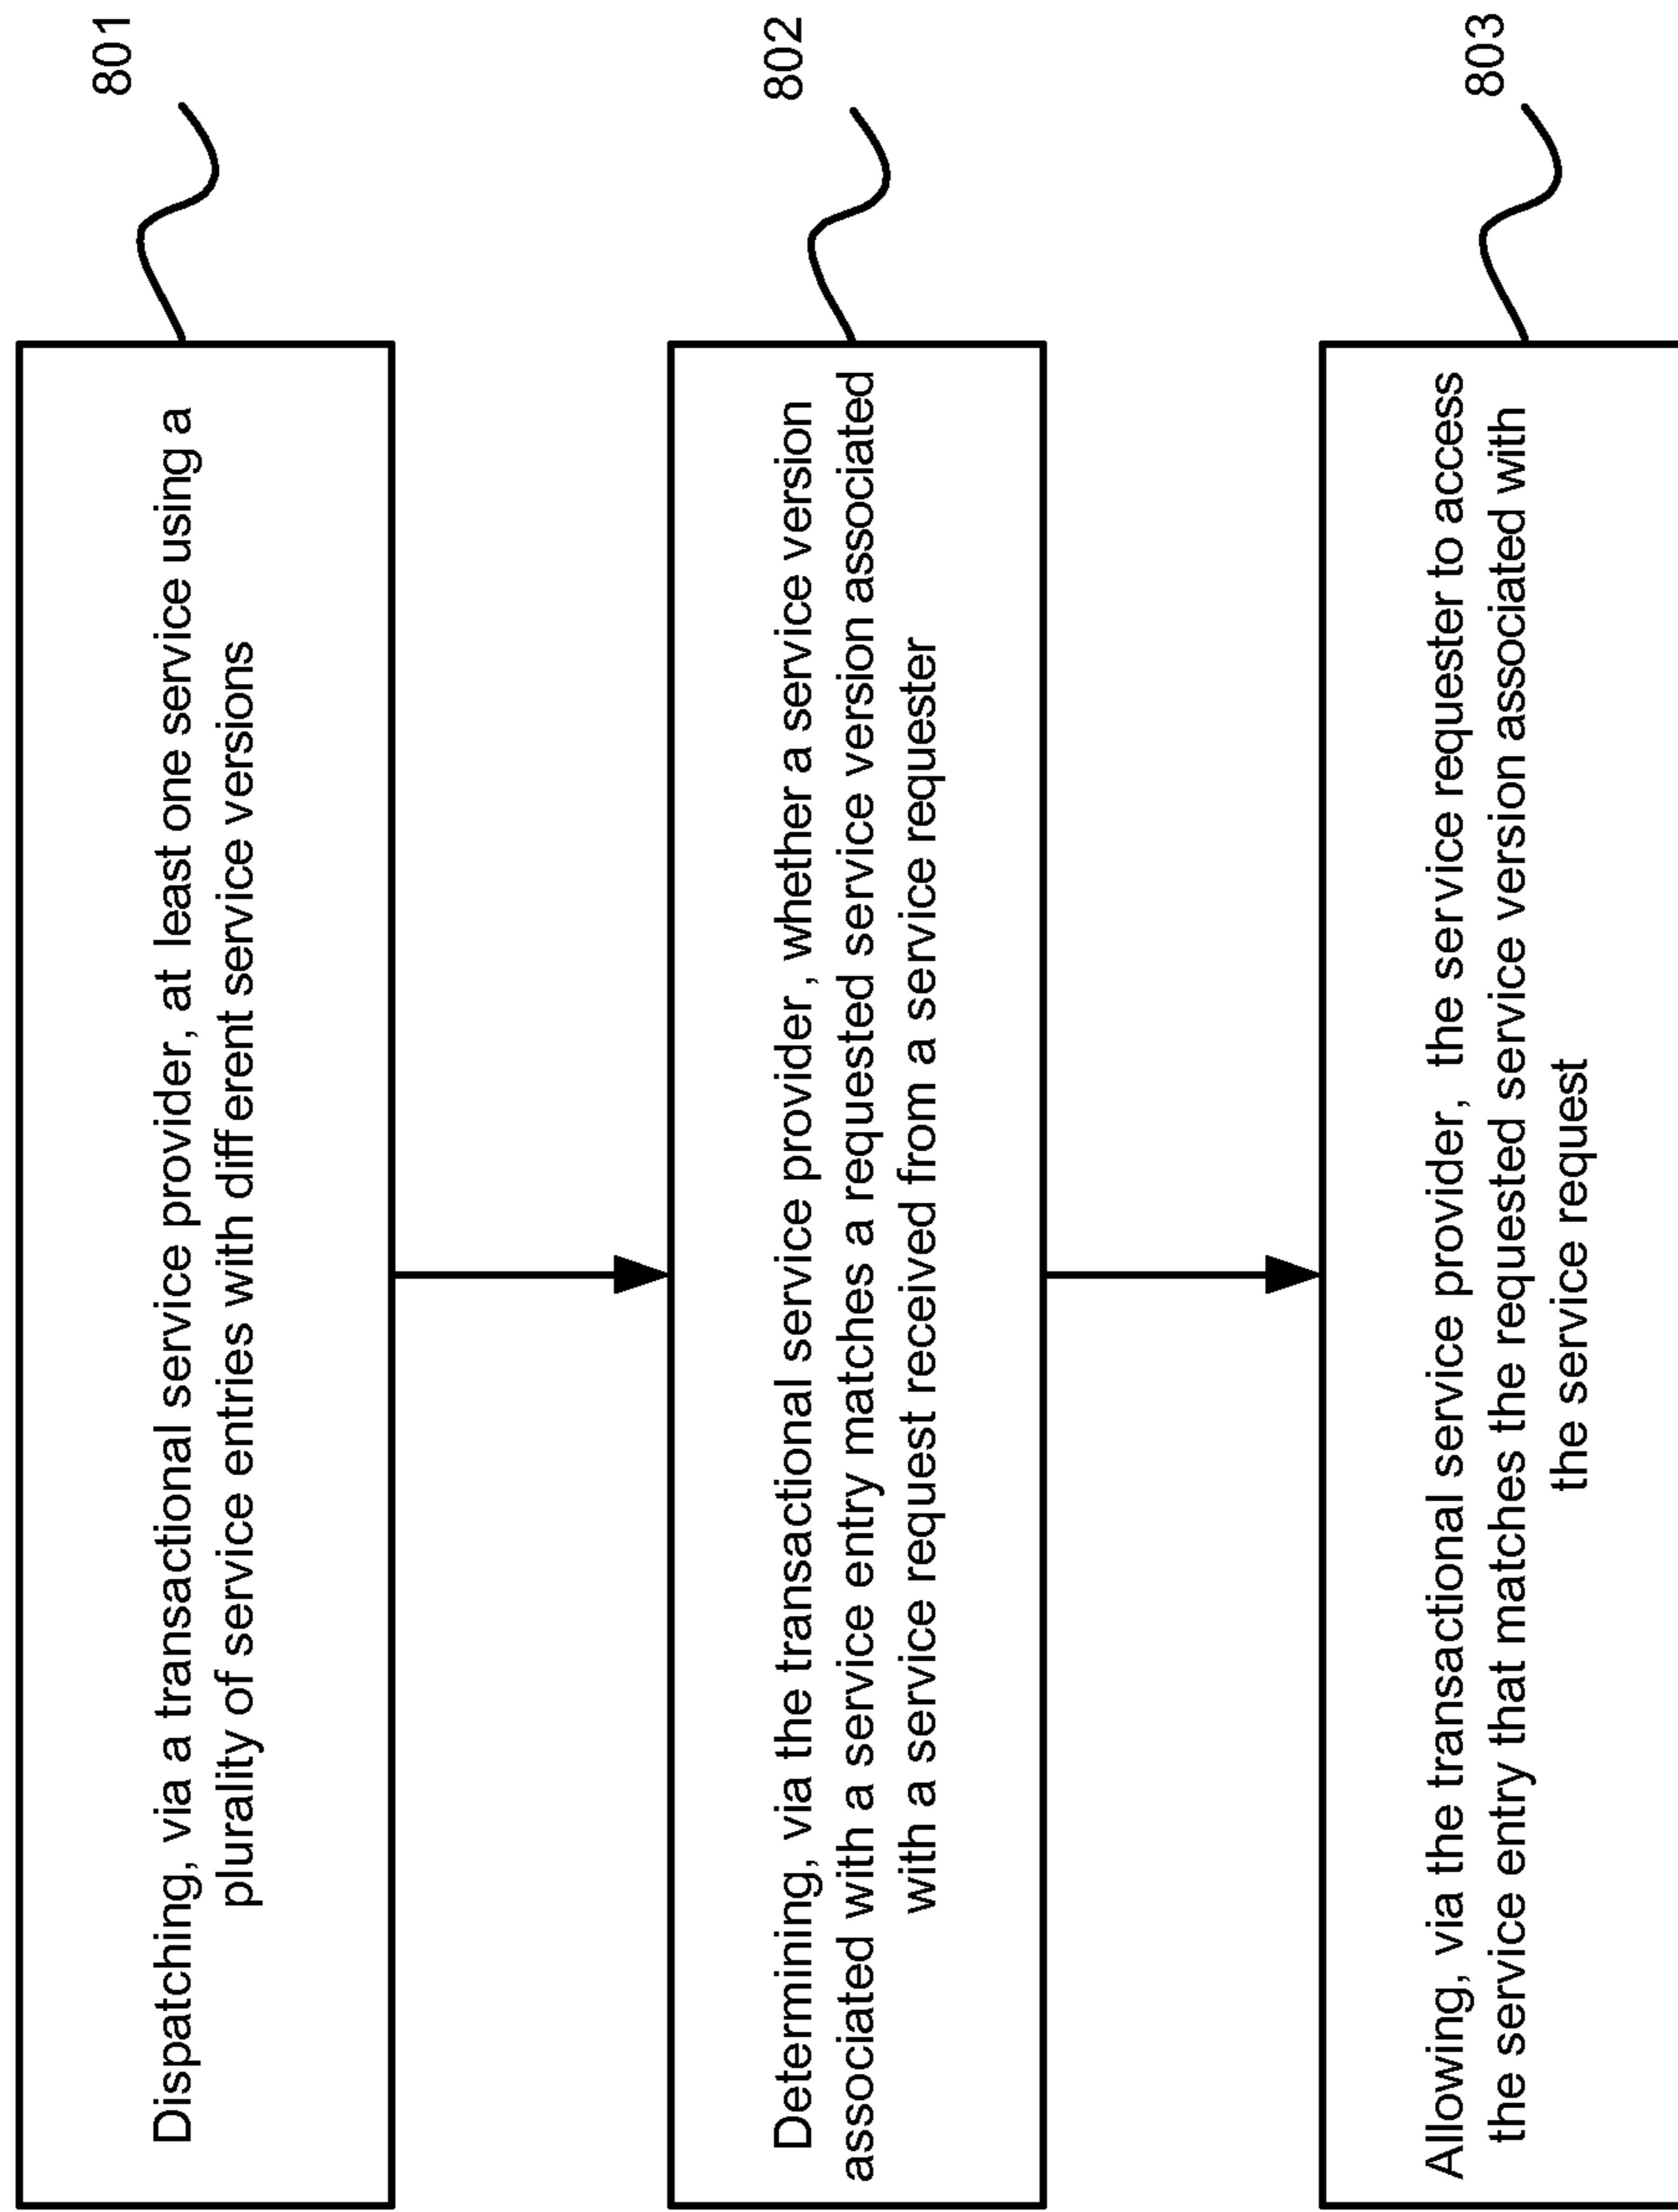 Dispatching, via a transactional service provider, at least one service using a
plurality of service entries with different service versions
801
Determining, via the transactional service provider, whether a service version
associated with a service entry matches a requested service version associated
with a service request received from a service requester
802
Allowing, via the transactional service provider, the service requester to access
the service entry that matches the requested service version associated with
the service request
803